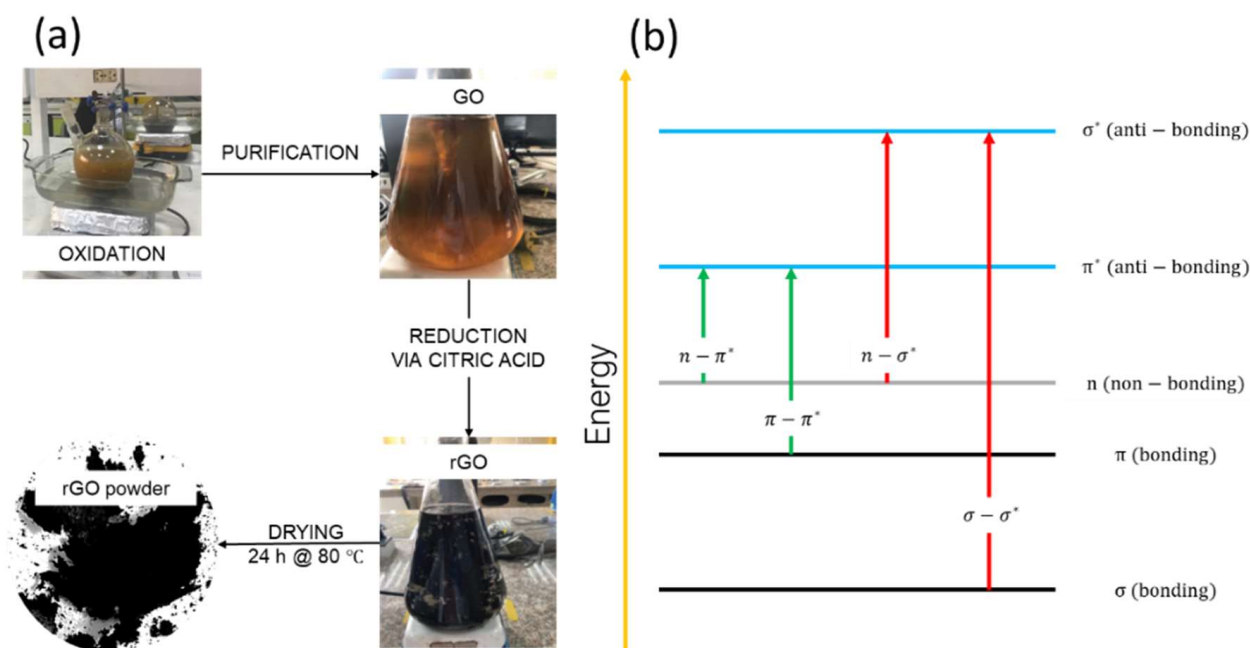 (a)
OXIDATION
PURIFICATION
GO
REDUCTION
VIA CITRIC ACID
rGO
DRYING
24 h @ 80 ℃
rGO powder
(b)
Energy
σ* (anti − bonding)
π* (anti − bonding)
n − π*
n − σ*
n (non − bonding)
π − π*
π (bonding)
σ − σ*
σ (bonding)